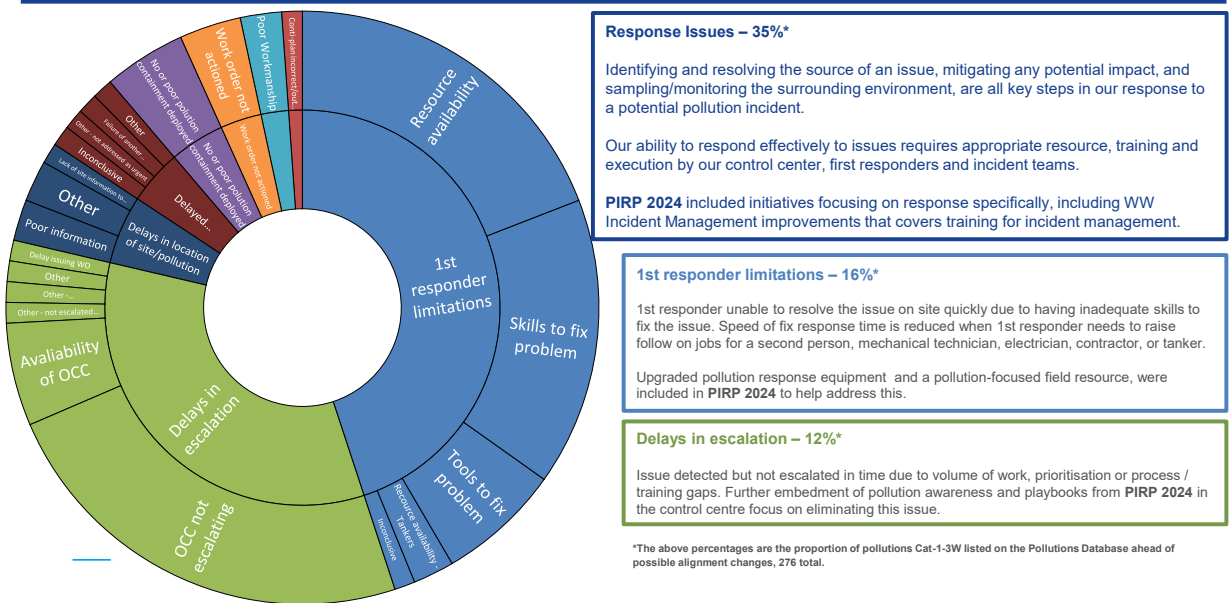 Resource
availability
Skills to fix
problem
Tools to fix
problem
Recource availability -
Tankers
Inconclusive
OCC not
escalating
Avaliability
of OCC
Other - not escalated...
Other -...
Other
Delay issuing WO
Poor information
Other
Lack of site information to...
Inconclusive
Other - not addressed as urgent
Failure of another...
Other
No or poor polution
containment deployed
Work order not
actioned
Poor Workmanship
Conti-plan incorrect/out...
1st
responder
limitations
Delays in
escalation
Delays in location
of site/pollution
Delayed...
No or poor polution
containment deployed
Work order not actioned
Response Issues – 35%*
Identifying and resolving the source of an issue, mitigating any potential impact, and
sampling/monitoring the surrounding environment, are all key steps in our response to
a potential pollution incident.
Our ability to respond effectively to issues requires appropriate resource, training and
execution by our control center, first responders and incident teams.
PIRP 2024 included initiatives focusing on response specifically, including WW
Incident Management improvements that covers training for incident management.
1st responder limitations – 16%*
1st responder unable to resolve the issue on site quickly due to having inadequate skills to
fix the issue. Speed of fix response time is reduced when 1st responder needs to raise
follow on jobs for a second person, mechanical technician, electrician, contractor, or tanker.
Upgraded pollution response equipment and a pollution-focused field resource, were
included in PIRP 2024 to help address this.
Delays in escalation – 12%*
Issue detected but not escalated in time due to volume of work, prioritisation or process /
training gaps. Further embedment of pollution awareness and playbooks from PIRP 2024 in
the control centre focus on eliminating this issue.
*The above percentages are the proportion of pollutions Cat-1-3W listed on the Pollutions Database ahead of
possible alignment changes, 276 total.